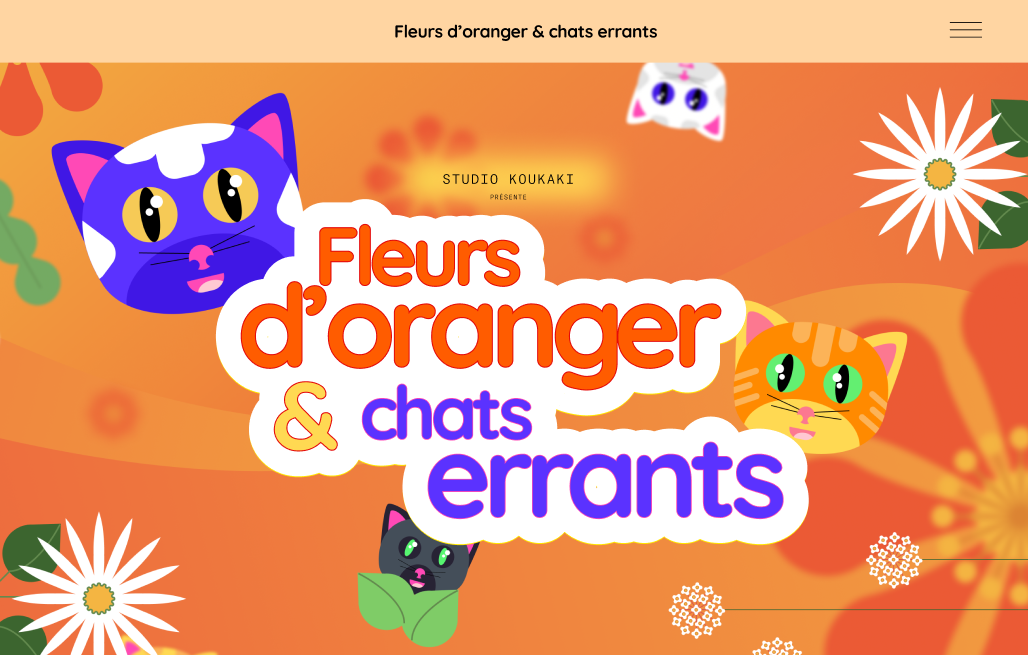 Fleurs d’oranger & chats errants
STUDIO KOUKAKI
PRÉSENTE
Fleurs
d’oranger
& chats
errants